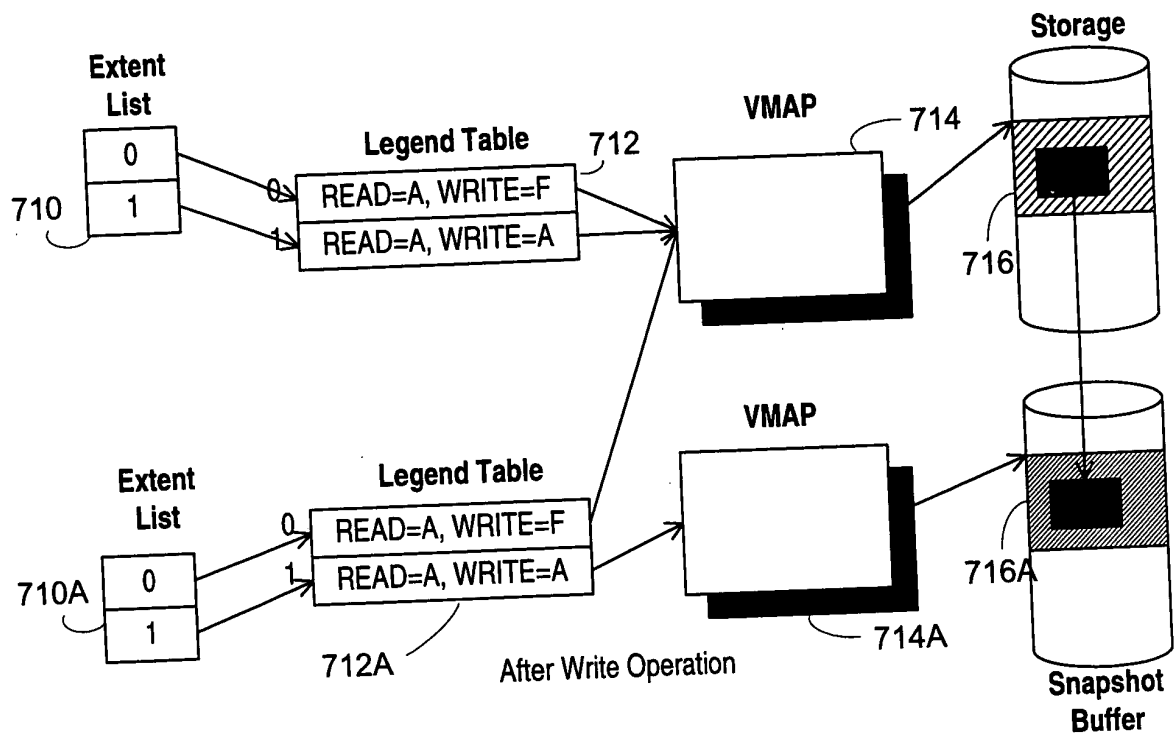 Storage
Extent
List
VMAP
714
Legend Table
712
0
0
READ=A, WRITE=F
710
1
1
READ=A, WRITE=A
716
VMAP
Extent
List
Legend Table
0
READ=A, WRITE=F
710A
0
1
READ=A, WRITE=A
716A
1
712A
714A
After Write Operation
Snapshot
Buffer